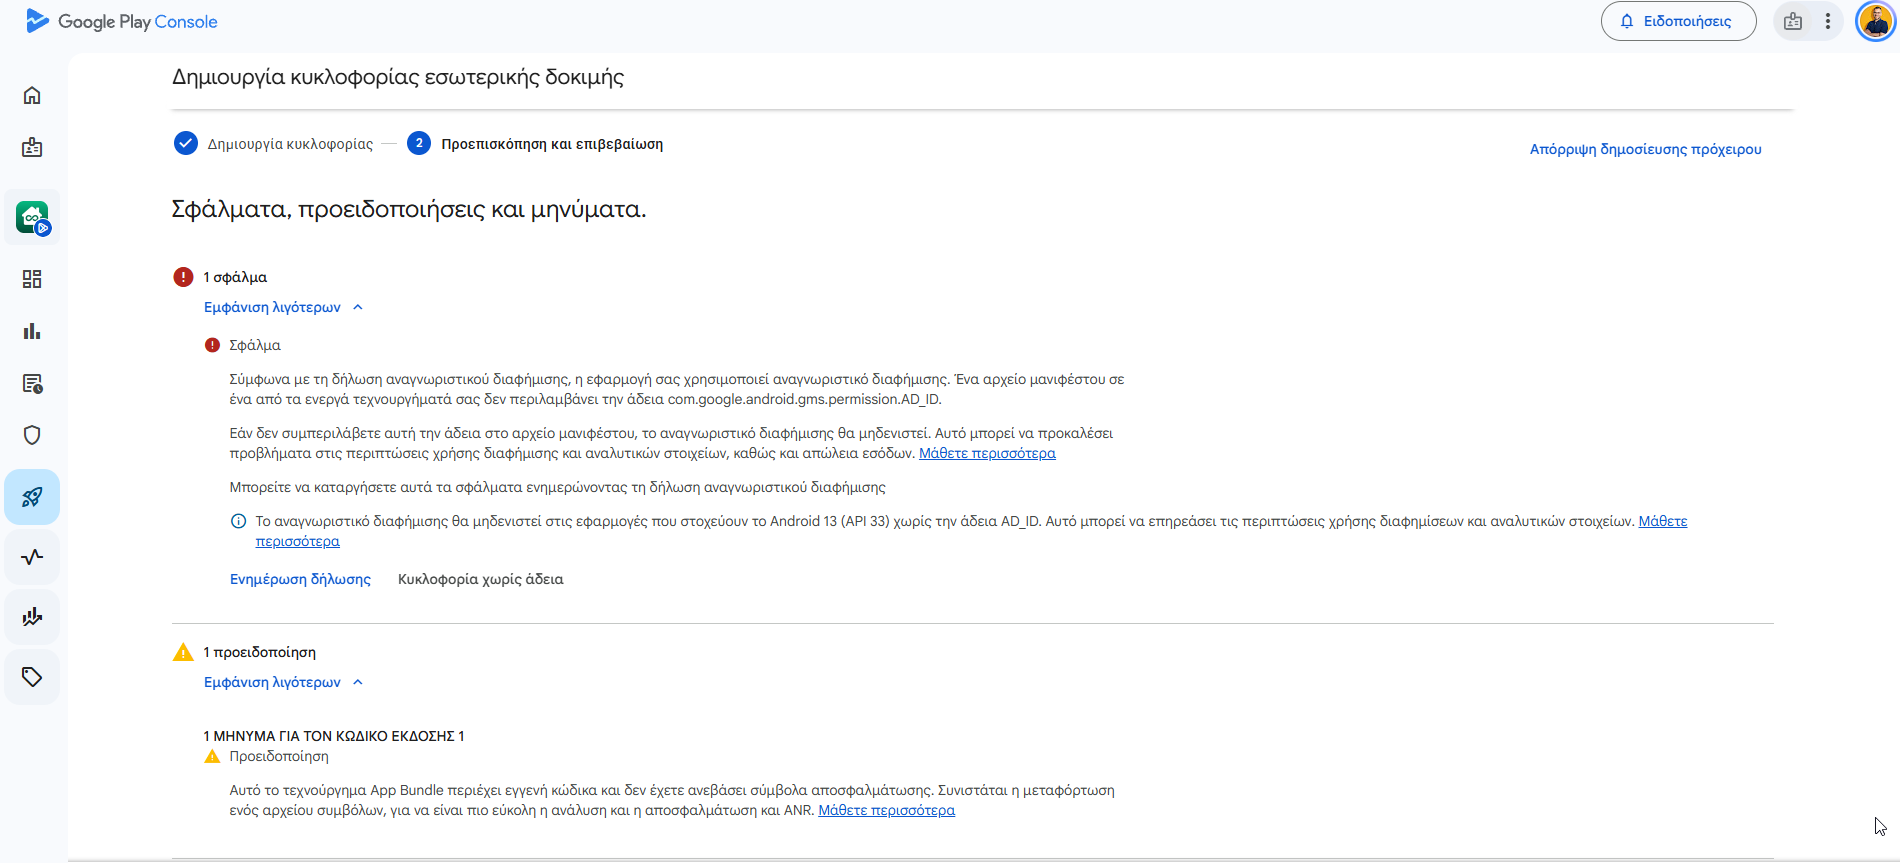 Google Play Console
Ειδοποιήσεις
Δημιουργία κυκλοφορίας εσωτερικής δοκιμής
Δημιουργία κυκλοφορίας
2
Προεπισκόπηση και επιβεβαίωση
Απόρριψη δημοσίευσης πρόχειρου
Σφάλματα, προειδοποιήσεις και μηνύματα.
1 σφάλμα
Εμφάνιση λιγότερων
Σφάλμα
Σύμφωνα με τη δήλωση αναγνωριστικού διαφήμισης, η εφαρμογή σας χρησιμοποιεί αναγνωριστικό διαφήμισης. Ένα αρχείο μανιφέστου σε
ένα από τα ενεργά τεχνουργήματά σας δεν περιλαμβάνει την άδεια com.google.android.gms.permission.AD_ID.
Εάν δεν συμπεριλάβετε αυτή την άδεια στο αρχείο μανιφέστου, το αναγνωριστικό διαφήμισης θα μηδενιστεί. Αυτό μπορεί να προκαλέσει
προβλήματα στις περιπτώσεις χρήσης διαφήμισης και αναλυτικών στοιχείων, καθώς και απώλεια εσόδων. Μάθετε περισσότερα
Μπορείτε να καταργήσετε αυτά τα σφάλματα ενημερώνοντας τη δήλωση αναγνωριστικού διαφήμισης
Το αναγνωριστικό διαφήμισης θα μηδενιστεί στις εφαρμογές που στοχεύουν το Android 13 (API 33) χωρίς την άδεια AD_ID. Αυτό μπορεί να επηρεάσει τις περιπτώσεις χρήσης διαφημίσεων και αναλυτικών στοιχείων. Μάθετε
περισσότερα
Ενημέρωση δήλωσης
Κυκλοφορία χωρίς άδεια
1 προειδοποίηση
Εμφάνιση λιγότερων
1 ΜΗΝΥΜΑ ΓΙΑ ΤΟΝ ΚΩΔΙΚΟ ΕΚΔΟΣΗΣ 1
Προειδοποίηση
Αυτό το τεχνούργημα App Bundle περιέχει εγγενή κώδικα και δεν έχετε ανεβάσει σύμβολα αποσφαλμάτωσης. Συνιστάται η μεταφόρτωση
ενός αρχείου συμβόλων, για να είναι πιο εύκολη η ανάλυση και η αποσφαλμάτωση και ANR. Μάθετε περισσότερα